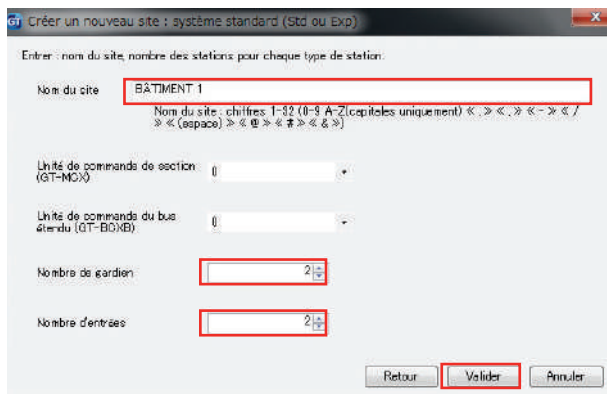 GT Créer un nouveau site : système standard (Std ou Exp)
Entrer : nom du site, nombre des stations pour chaque type de station.
Nom du site BÂTIMENT 1
Nom du site : chiffres 1-32 (0-9 A-Z(capitales uniquement) « . » « , » « - » « /
» « (espace) » « @ » « # » « & »)
Unité de commande de section 0
(GT-MCX)
Unité de commande du bus 0
étendu (GT-BCXB)
Nombre de gardien 2
Nombre d'entrées 2
Retour Valider Annuler